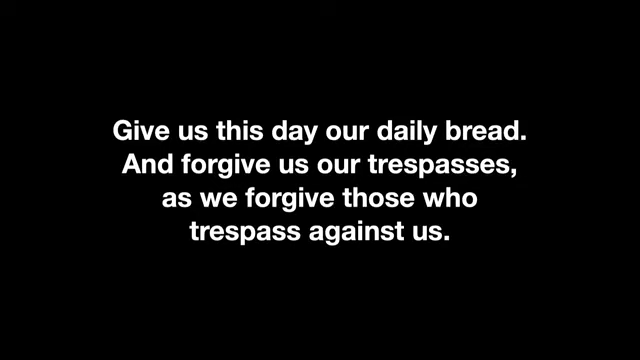 Give us this day our daily bread.
And forgive us our trespasses,
as we forgive those who
trespass against us.